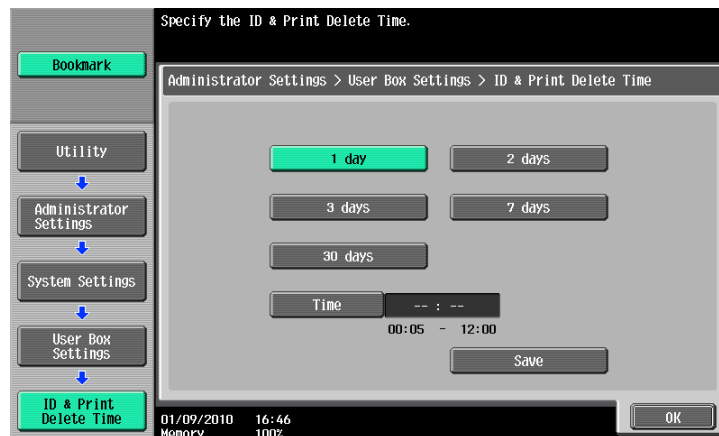 Specify the ID & Print Delete Time.
Bookmark
Administrator Settings > User Box Settings > ID & Print Delete Time
Utility
Administrator
Settings
System Settings
User Box
Settings
ID & Print
Delete Time
1 day
2 days
3 days
7 days
30 days
Time
-- : --
00:05 - 12:00
Save
OK
01/09/2010 16:46
Memory 100%